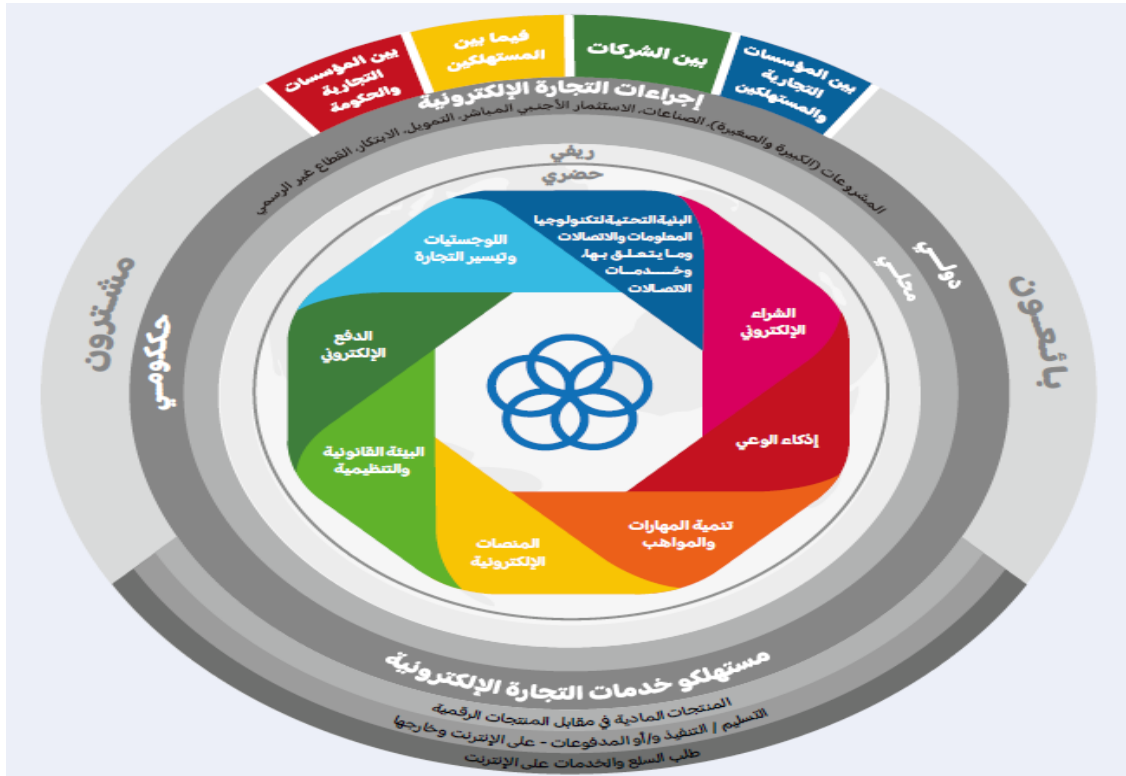 بين المؤسسات
التجارية
والمستهلكين
بين الشركات
فيما بين
المستهلكين
بين المؤسسات
التجارية
والحكومة
إجراءات التجارة الإلكترونية
المشروعات (الكبيرة والصغيرة)، الصناعات، الاستثمار الأجنبي المباشر، التمويل، الابتكار، القطاع غير الرسمي
ريفي
حضري
بائعون
دولي
محلي
حككومي
مشترون
البنية التحتية لتكنولوجيا
المعلومات والاتصالات
وما يتعلق بها،
وخدمات
الاتصالات
اللوجستيات
وتيسير التجارة
الشراء
الإلكتروني
الدفع
الإلكتروني
إذكاء الوعي
البيئة القانونية
والتنظيمية
تنمية المهارات
والمواهب
المنصات
الإلكترونية
مستهلكو خدمات التجارة الإلكترونية
المنتجات المادية في مقابل المنتجات الرقمية
التسليم / التنفيذ و/أو المدفوعات - على الإنترنت وخارجها
طلب السلع والخدمات على الإنترنت